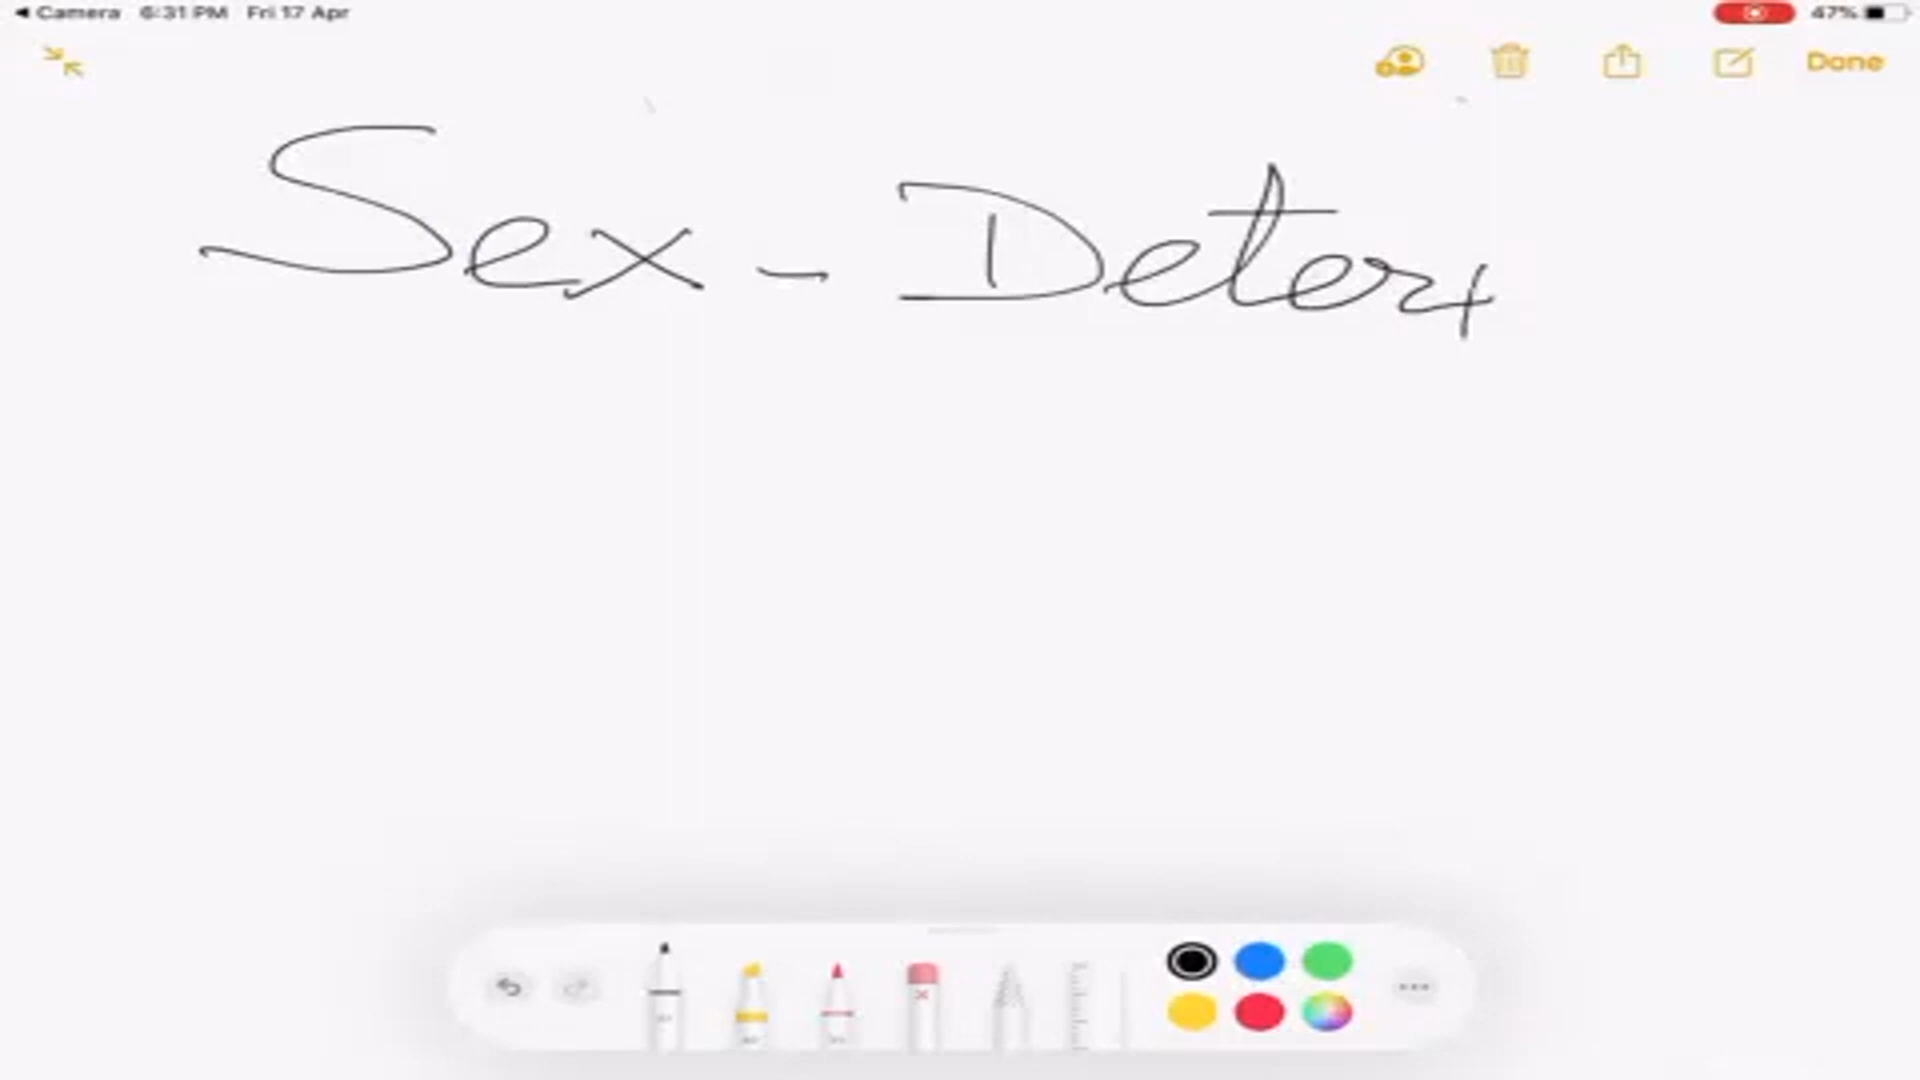 ◀ Camera 6:31 PM Fri 17 Apr 47%
Done
Sex - Deter